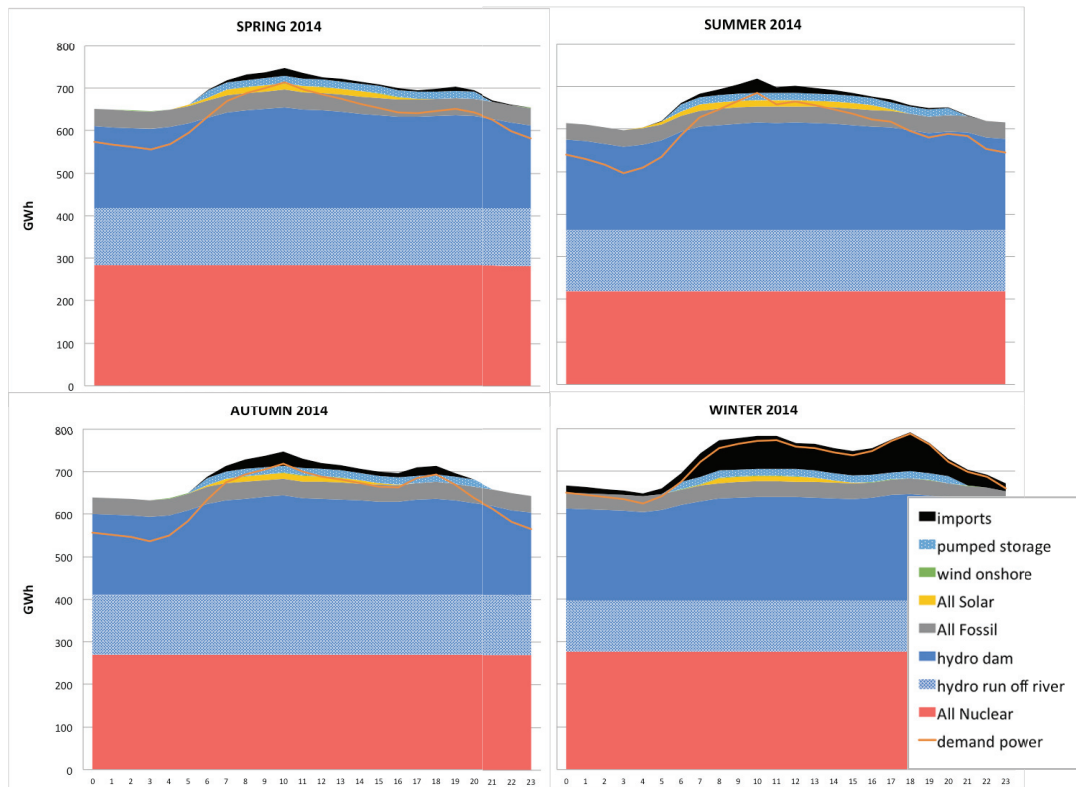 SPRING 2014
SUMMER 2014
800
700
600
500
400
300
200
100
0
GWh
AUTUMN 2014
WINTER 2014
800
700
600
500
400
300
200
100
0
GWh
0 1 2 3 4 5 6 7 8 9 10 11 12 13 14 15 16 17 18 19 20 21 22 23
0 1 2 3 4 5 6 7 8 9 10 11 12 13 14 15 16 17 18 19 20 21 22 23
imports
pumped storage
wind onshore
All Solar
All Fossil
hydro dam
hydro run off river
All Nuclear
demand power